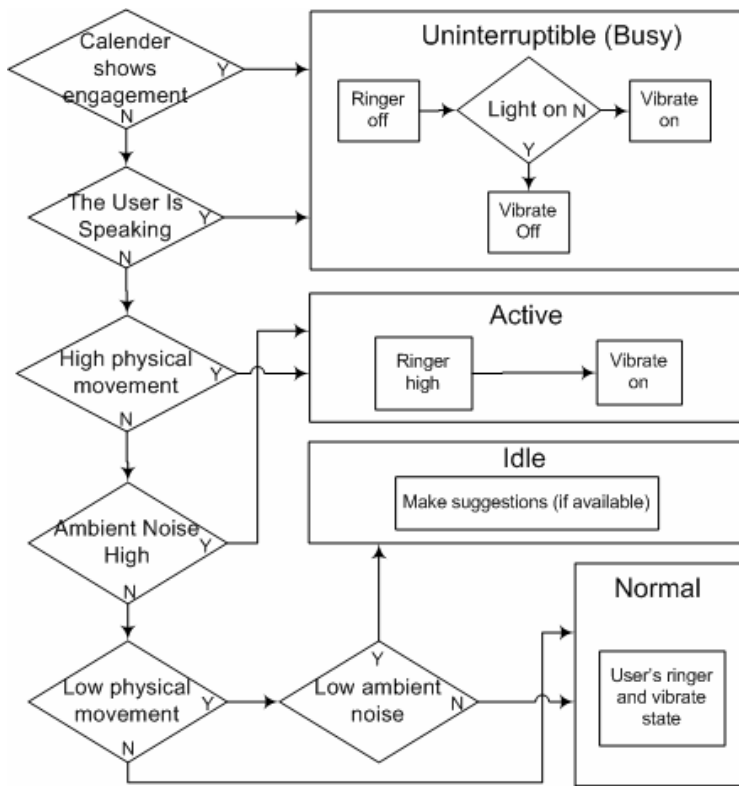 Calender
shows
engagement
Y
N
Uninterruptible (Busy)
Ringer
off
Light on
N
Y
Vibrate
on
Vibrate
Off
The User Is
Speaking
Y
N
High physical
movement
Y
N
Active
Ringer
high
Vibrate
on
Ambient Noise
High
Y
N
Idle
Make suggestions (if available)
Low physical
movement
Y
N
Low ambient
noise
Y
N
Normal
User's ringer
and vibrate
state